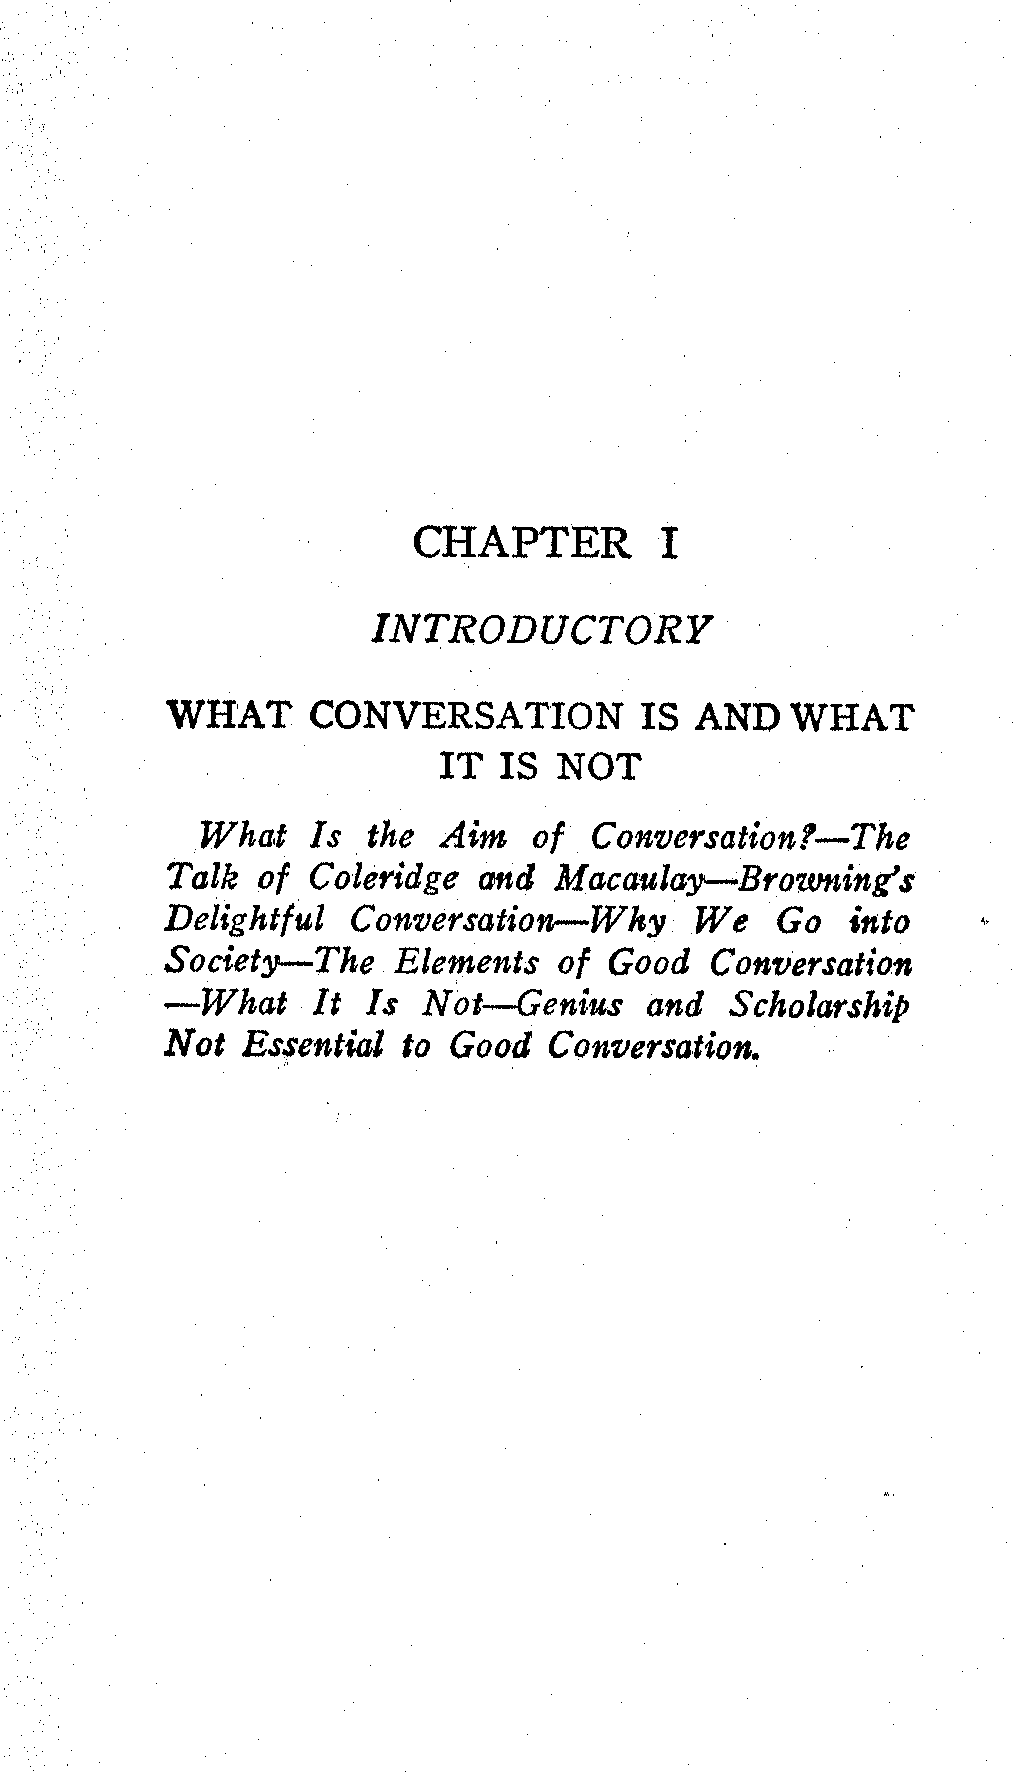 CHAPTER I
INTRODUCTORY
WHAT CONVERSATION IS AND WHAT
IT IS NOT
What Is the Aim of Conversation?—The
Talk of Coleridge and Macaulay—Browning's
Delightful Conversation—Why We Go into
Society—The Elements of Good Conversation
—What It Is Not—Genius and Scholarship
Not Essential to Good Conversation.